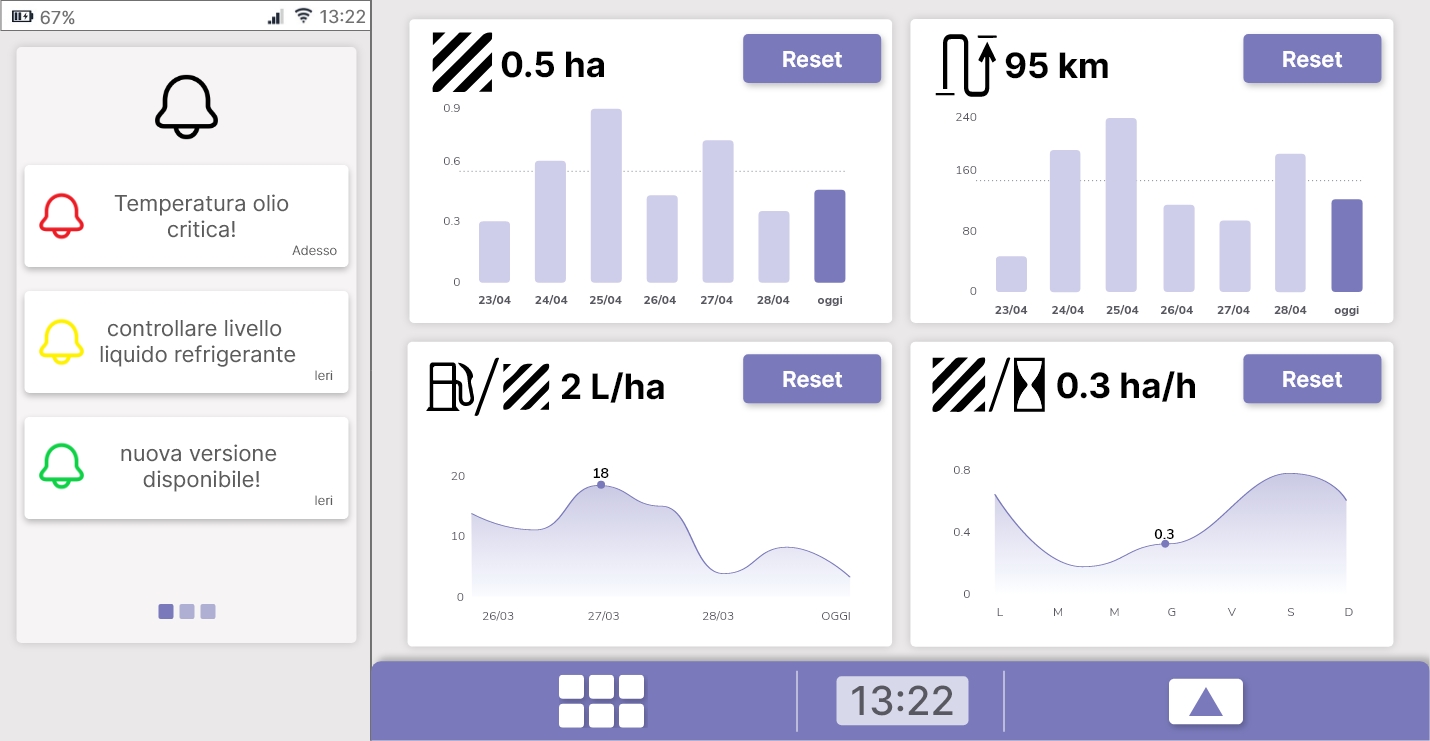 67%
13:22
Temperatura olio
critica!
Adesso
controllare livello
liquido refrigerante
Ieri
nuova versione
disponibile!
Ieri
0.5 ha
Reset
0.9
0.6
0.3
0
23/04 24/04 25/04 26/04 27/04 28/04 oggi
95 km
Reset
240
160
80
0
23/04 24/04 25/04 26/04 27/04 28/04 oggi
2 L/ha
Reset
18
20
10
0
26/03 27/03 28/03 OGGI
0.3 ha/h
Reset
0.8
0.4
0.3
0
L M M G V S D
13:22